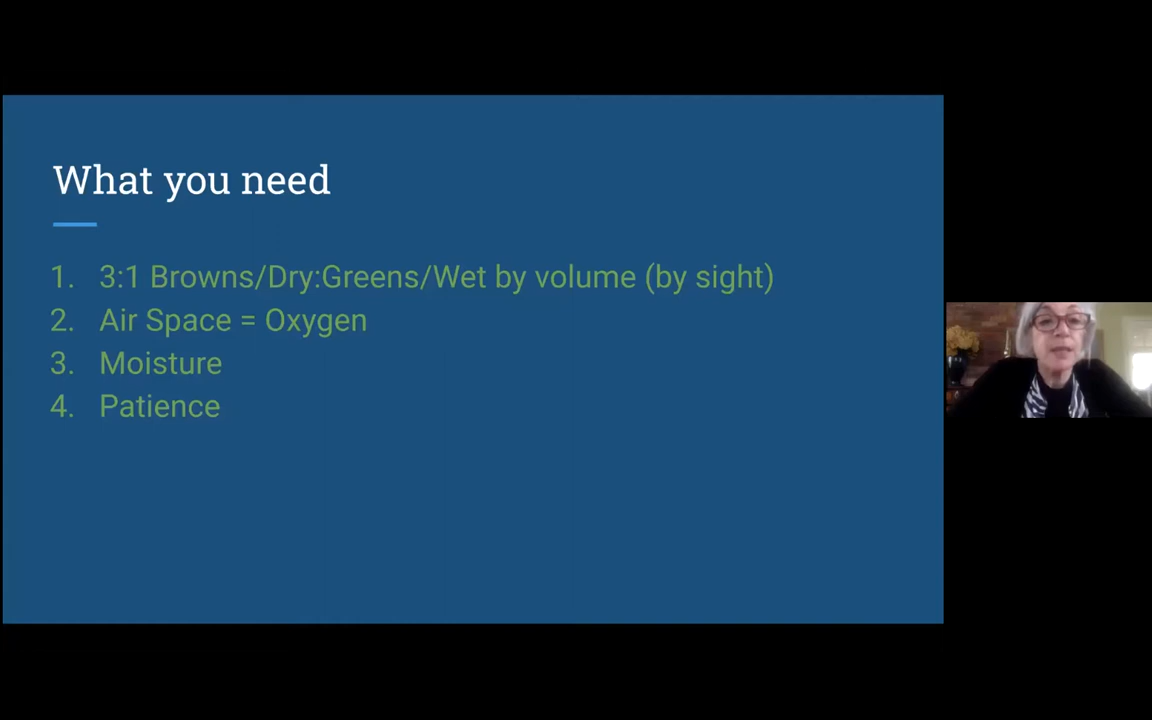 What you need
1. 3:1 Browns/Dry:Greens/Wet by volume (by sight)
2. Air Space = Oxygen
3. Moisture
4. Patience